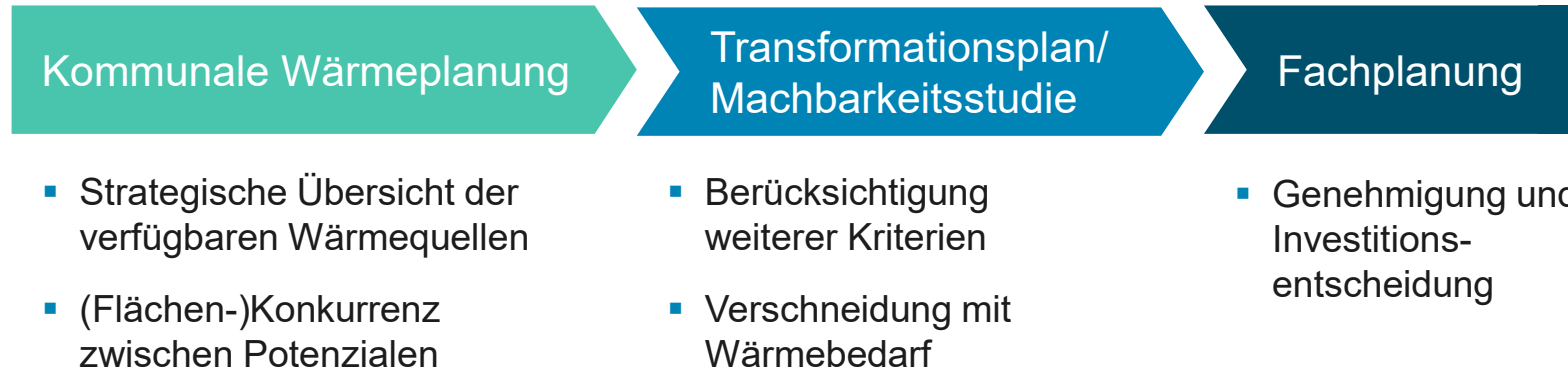 Kommunale Wärmeplanung
Transformationsplan/
Machbarkeitsstudie
Fachplanung
▪ Strategische Übersicht der
verfügbaren Wärmequellen
▪ (Flächen-)Konkurrenz
zwischen Potenzialen
▪ Berücksichtigung
weiterer Kriterien
▪ Verschneidung mit
Wärmebedarf
▪ Genehmigung und
Investitions-
entscheidung